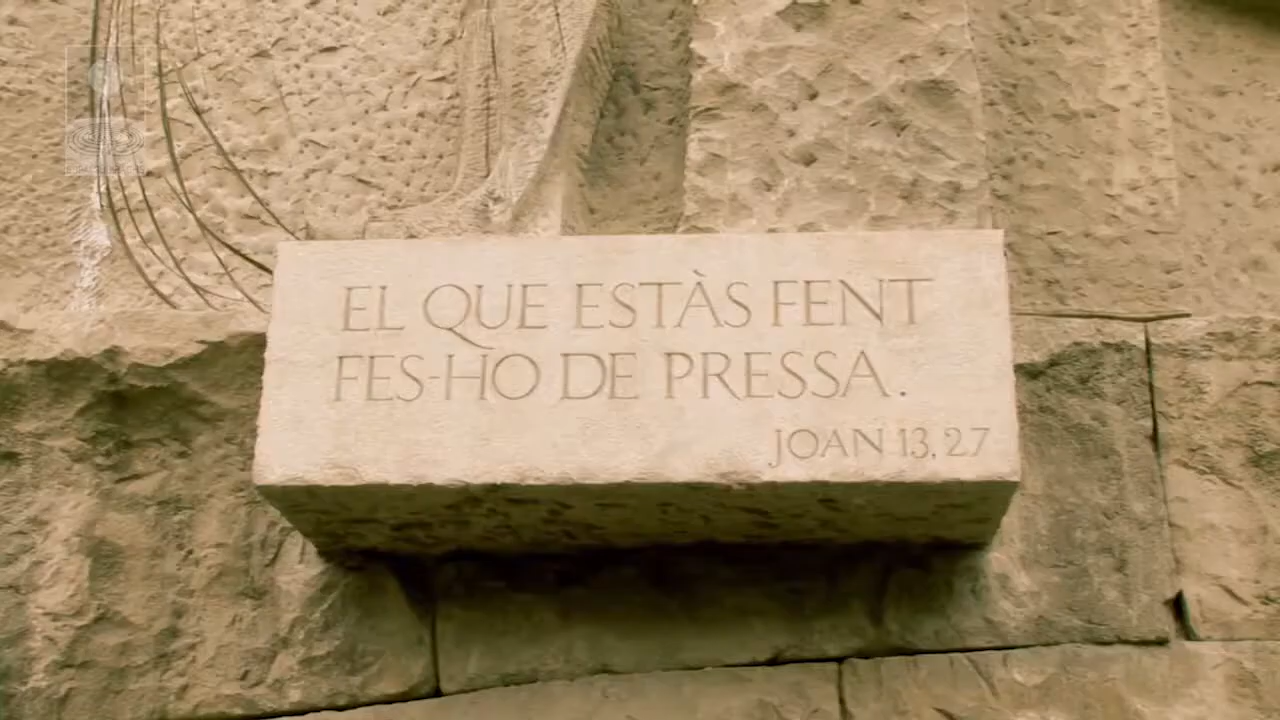 EL QUE ESTÀS FENT
FES-HO DE PRESSA.
JOAN 13, 27